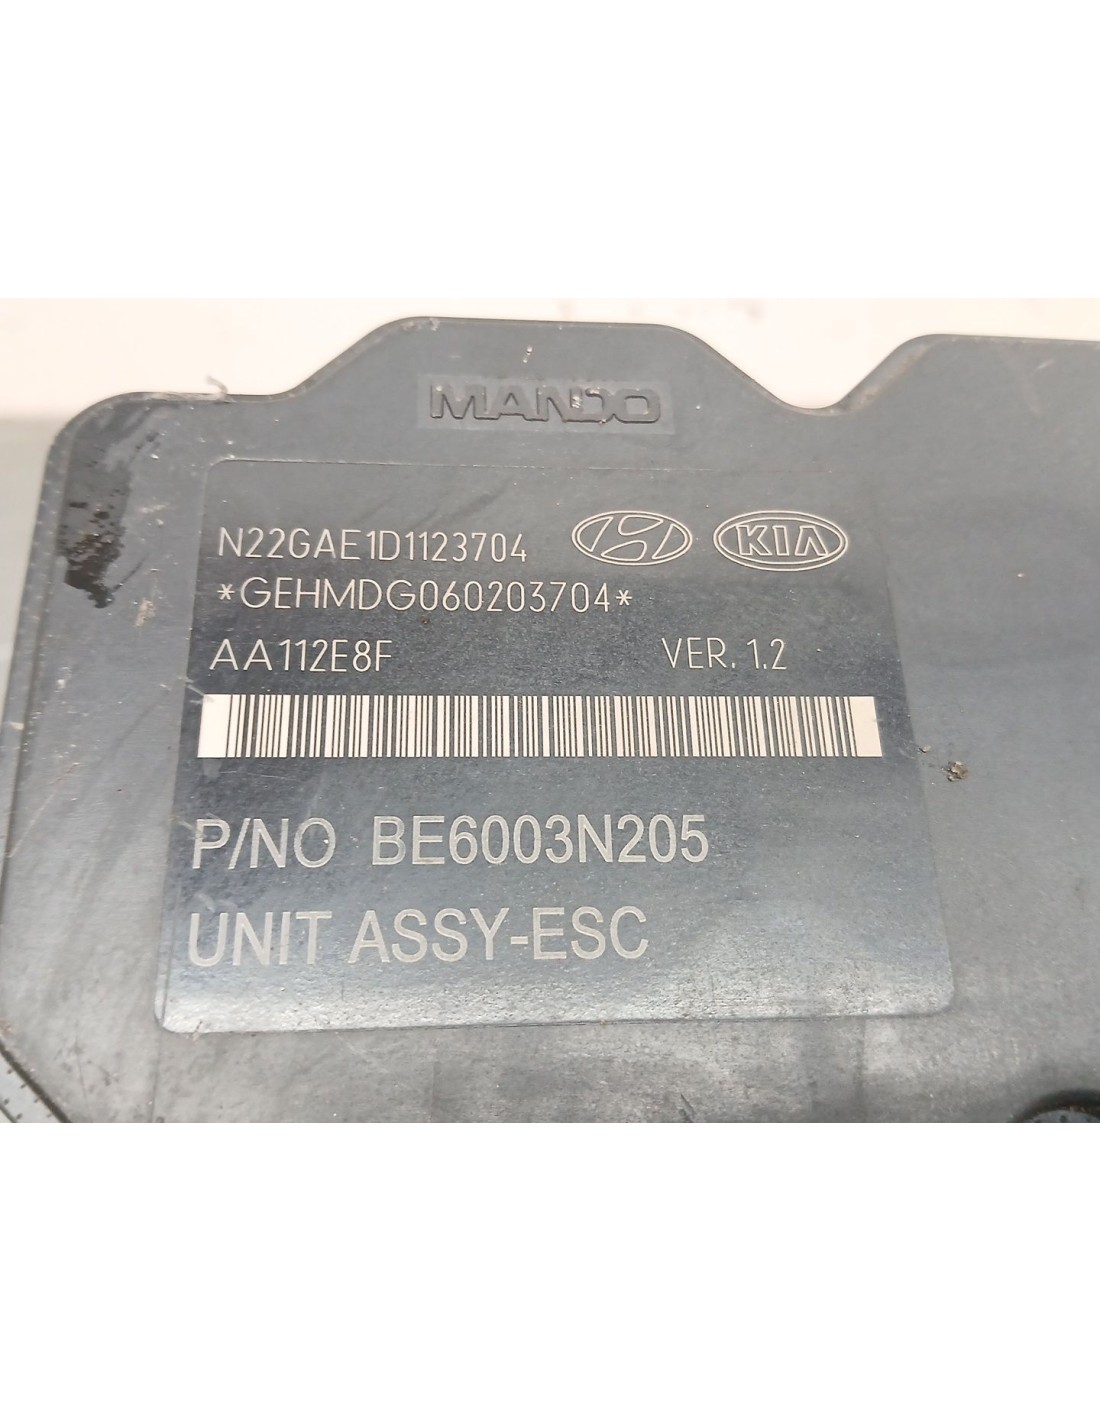 MANDO
N22GAE1D1123704 KIA
*GEHMDG060203704*
AA112E8F VER. 1.2
P/NO BE6003N205
UNIT ASSY-ESC